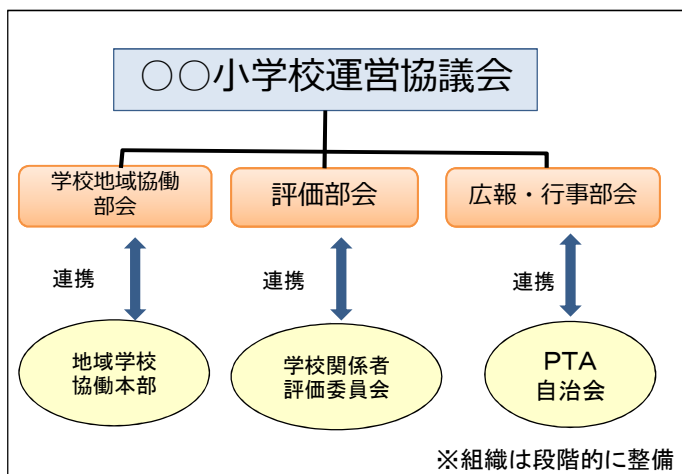 ○○小学校運営協議会
学校地域協働
部会
評価部会
広報・行事部会
連携
連携
連携
地域学校
協働本部
学校関係者
評価委員会
PTA
自治会
※組織は段階的に整備